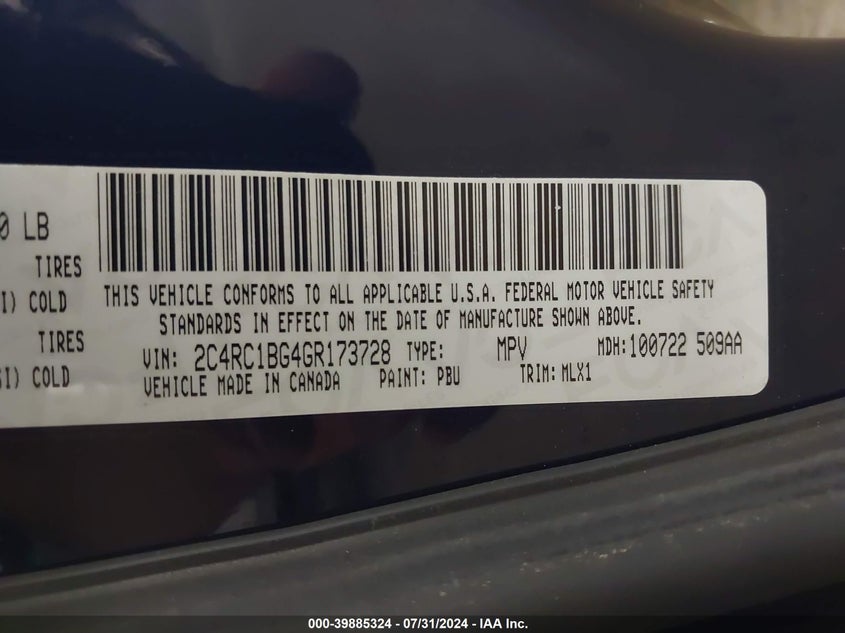 0 LB
TIRES
I) COLD
TIRES
SI) COLD
THIS VEHICLE CONFORMS TO ALL APPLICABLE U.S.A. FEDERAL MOTOR VEHICLE SAFETY
STANDARDS IN EFFECT ON THE DATE OF MANUFACTURE SHOWN ABOVE.
VIN: 2C4RC1BG4GR173728 TYPE: MPV MDH:100722 509AA
VEHICLE MADE IN CANADA PAINT: PBU TRIM: MLX1
000-39885324 / 07/31/2024 - IAA Inc.